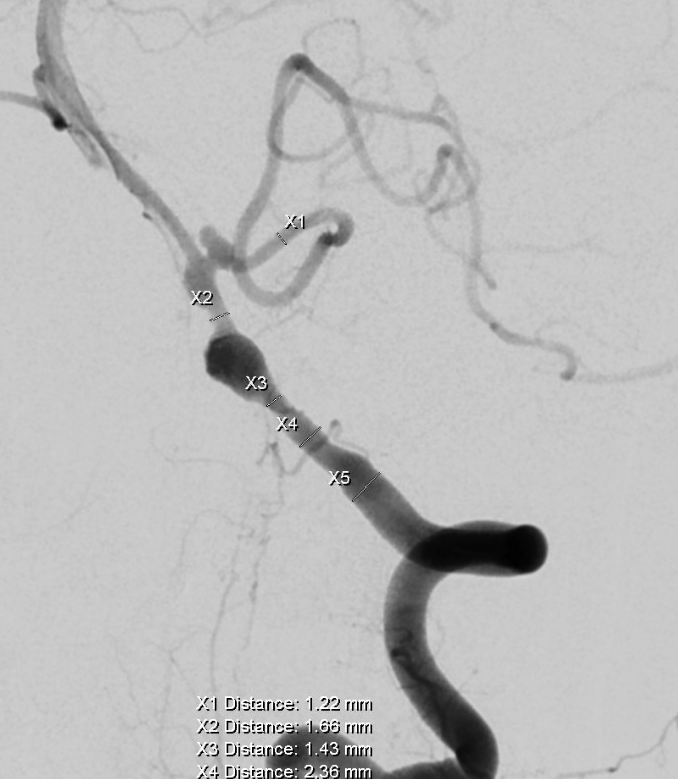 X1
X2
X3
X4
X5
X1 Distance: 1.22 mm
X2 Distance: 1.66 mm
X3 Distance: 1.43 mm
X4 Distance: 2.36 mm